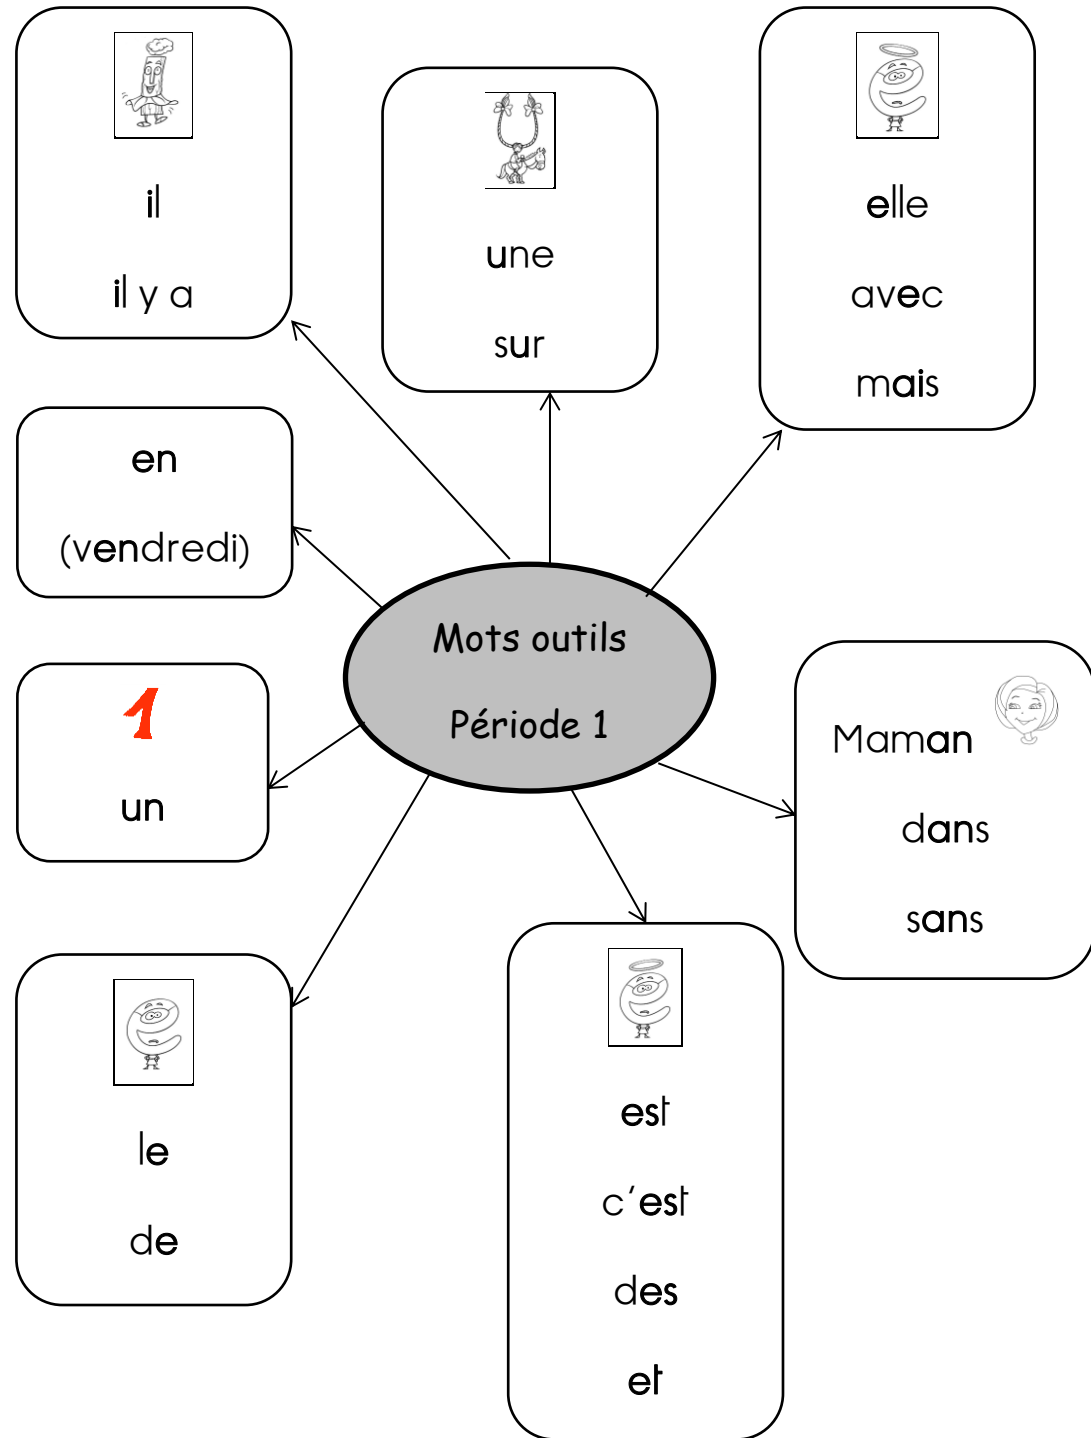 il
il y a
une
sur
elle
avec
mais
en
(vendredi)
Mots outils
Période 1
1
un
Maman
dans
sans
le
de
est
c'est
des
et